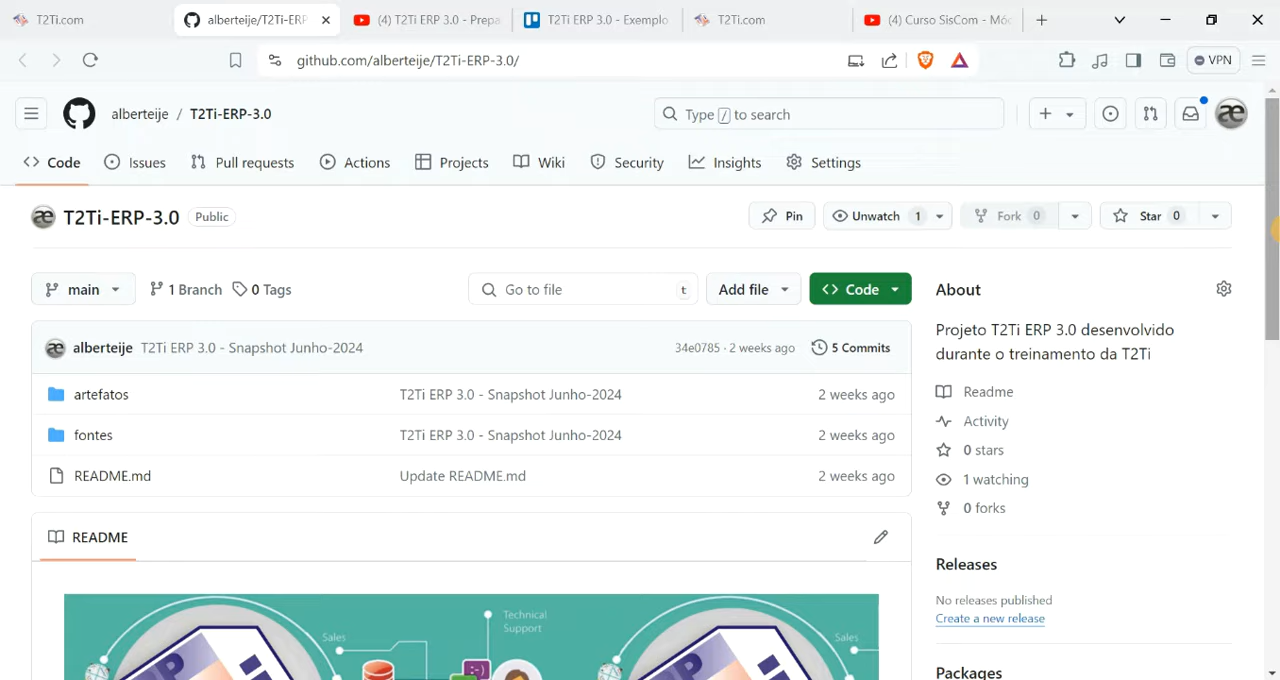 T2Ti.com
alberteije/T2Ti-ERP
(4) T2Ti ERP 3.0 - Prepa
T2Ti ERP 3.0 - Exemplo
T2Ti.com
(4) Curso SisCom - Mód
github.com/alberteije/T2Ti-ERP-3.0/
VPN
alberteije / T2Ti-ERP-3.0
Type / to search
Code
Issues
Pull requests
Actions
Projects
Wiki
Security
Insights
Settings
T2Ti-ERP-3.0
Public
Pin
Unwatch 1
Fork 0
Star 0
main
1 Branch
0 Tags
Go to file
t
Add file
Code
alberteije T2Ti ERP 3.0 - Snapshot Junho-2024
34e0785 · 2 weeks ago
5 Commits
artefatos T2Ti ERP 3.0 - Snapshot Junho-2024 2 weeks ago
fontes T2Ti ERP 3.0 - Snapshot Junho-2024 2 weeks ago
README.md Update README.md 2 weeks ago
README
Technical
Support
Sales
Sales
About
Projeto T2Ti ERP 3.0 desenvolvido
durante o treinamento da T2Ti
Readme
Activity
0 stars
1 watching
0 forks
Releases
No releases published
Create a new release
Packages